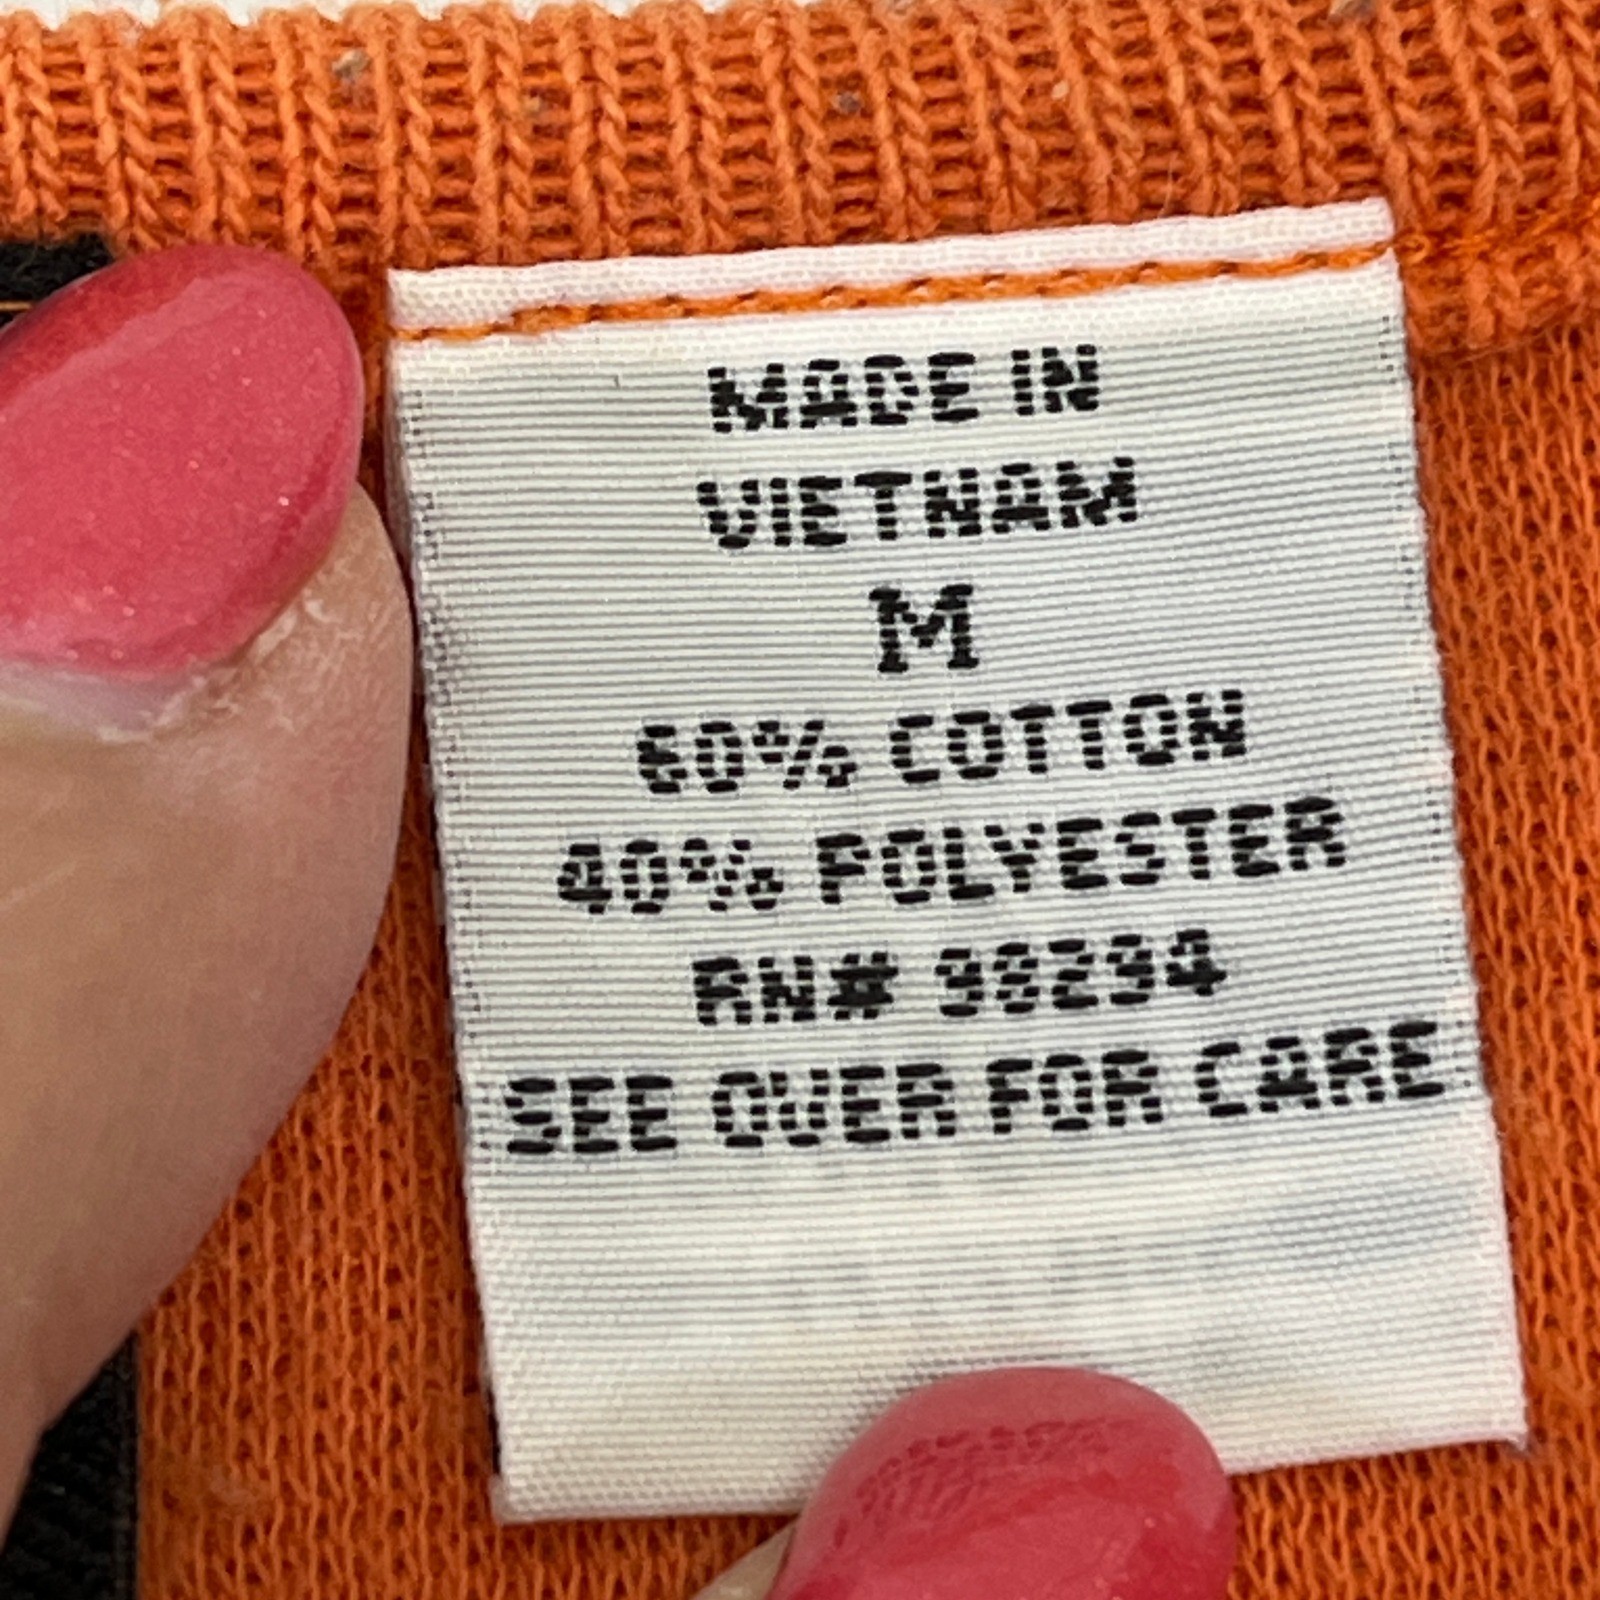 MADE IN
VIETNAM
M
60% COTTON
40% POLYESTER
RN# 98294
SEE OVER FOR CARE